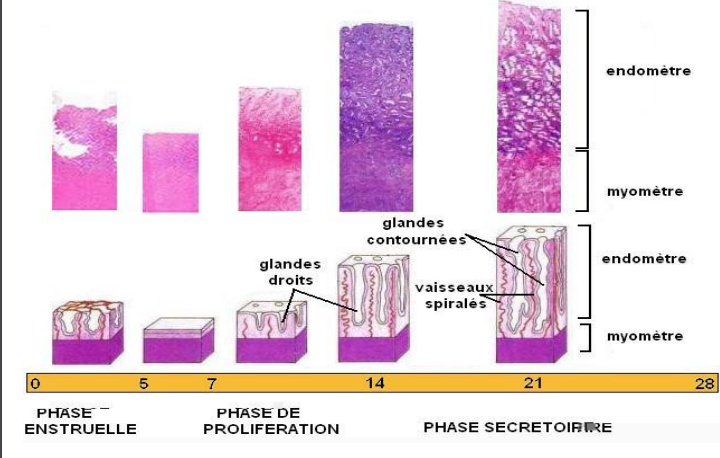 endomètre
myomètre
glandes
contournées
endomètre
glandes
droits
vaisseaux
spiralés
myomètre
0 5 7 14 21 28
PHASE
ENSTRUELLE
PHASE DE
PROLIFERATION
PHASE SECRETOIRIRE